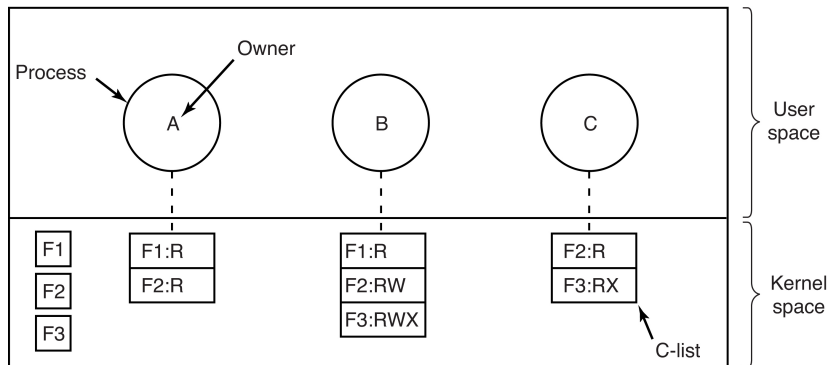 Owner
Process
A
B
C
User
space
F1
F2
F3
F1:R
F2:R
F1:R
F2:RW
F3:RWX
F2:R
F3:RX
C-list
Kernel
space